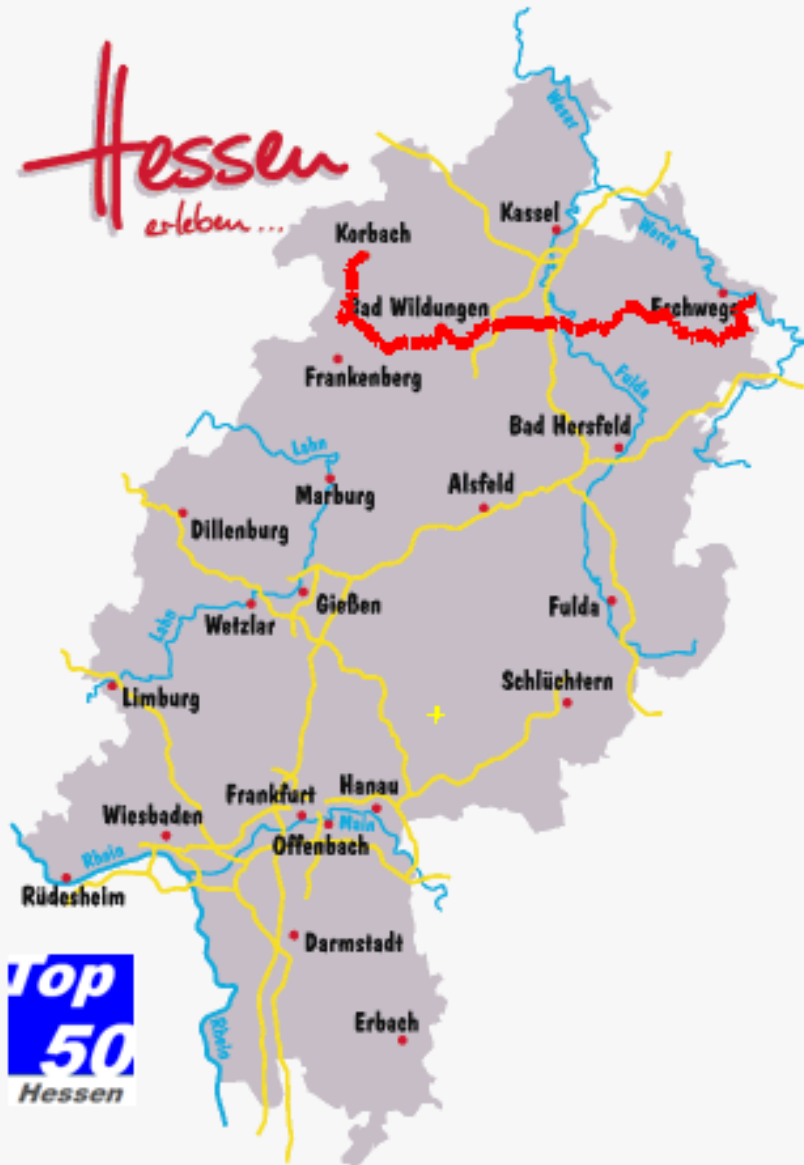 Hessen
erleben...
Weser
Kassel
Werra
Korbach
Bad Wildungen
Eschwege
Frankenberg
Fulda
Bad Hersfeld
Lahn
Marburg
Alsfeld
Dillenburg
Gießen
Fulda
Wetzlar
Lahn
Limburg
Schlüchtern
Frankfurt
Hanau
Wiesbaden
Main
Offenbach
Rhein
Rüdesheim
Darmstadt
Top
50
Hessen
Rhein
Erbach